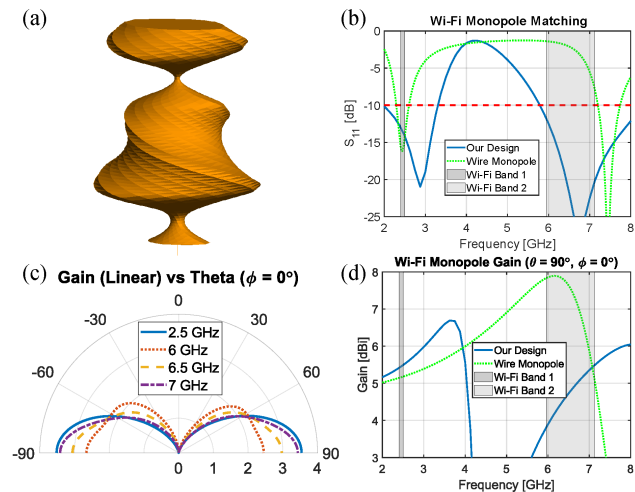 (a)
(b)
Wi-Fi Monopole Matching
0
-5
-10
-15
-20
-25
S11 [dB]
Our Design
Wire Monopole
Wi-Fi Band 1
Wi-Fi Band 2
2 3 4 5 6 7 8
Frequency [GHz]
(c)
Gain (Linear) vs Theta (ϕ = 0°)
0
-30 30
-60 60
-90 90
2.5 GHz
6 GHz
6.5 GHz
7 GHz
0 1 2 3 4
(d)
Wi-Fi Monopole Gain (θ = 90°, ϕ = 0°)
8
7
6
5
4
3
Gain [dBi]
Our Design
Wire Monopole
Wi-Fi Band 1
Wi-Fi Band 2
2 3 4 5 6 7 8
Frequency [GHz]